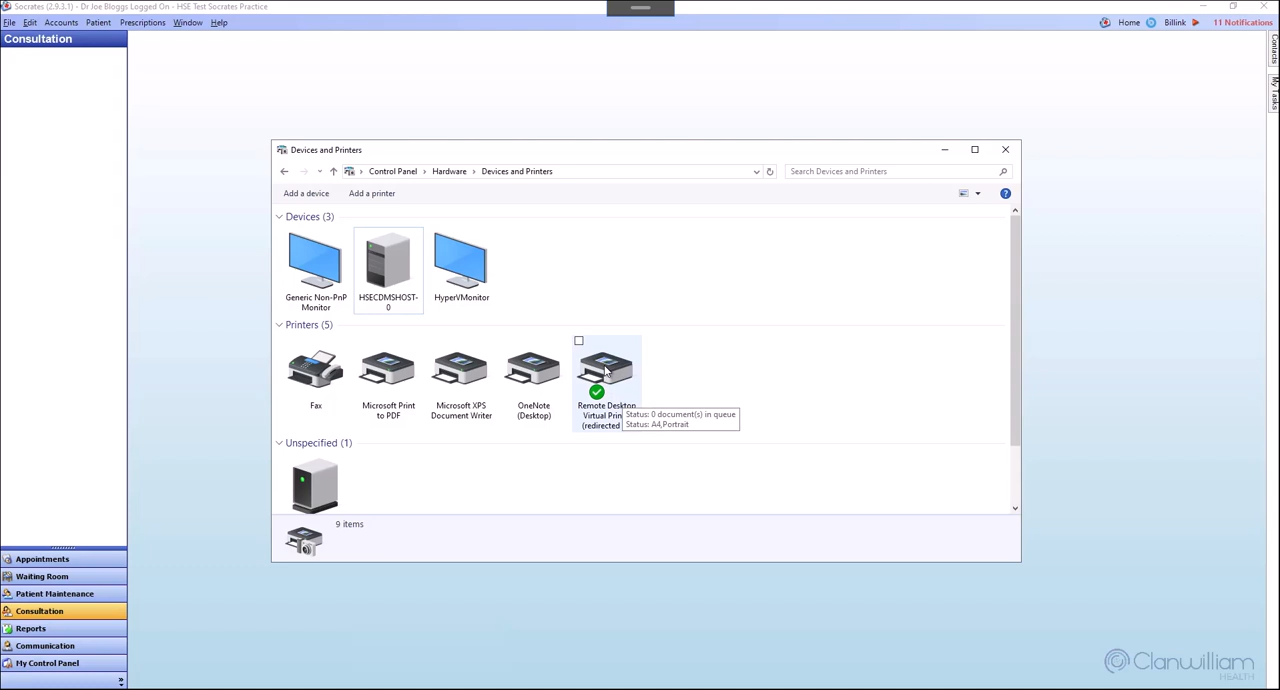 Socrates (2.9.3.1) - Dr Joe Bloggs Logged On - HSE Test Socrates Practice
File Edit Accounts Patient Prescriptions Window Help
Home Billink 11 Notifications
Consultation
Contacts
My Tasks
Devices and Printers
Control Panel Hardware Devices and Printers
Search Devices and Printers
Add a device Add a printer
Devices (3)
Generic Non-PnP
Monitor
HSECDMSHOST-
0
HyperVMonitor
Printers (5)
Fax
Microsoft Print
to PDF
Microsoft XPS
Document Writer
OneNote
(Desktop)
Remote Desktop
Virtual Prin
(redirected
Status: 0 document(s) in queue
Status: A4,Portrait
Unspecified (1)
9 items
Appointments
Waiting Room
Patient Maintenance
Consultation
Reports
Communication
My Control Panel
Clanwilliam
HEALTH